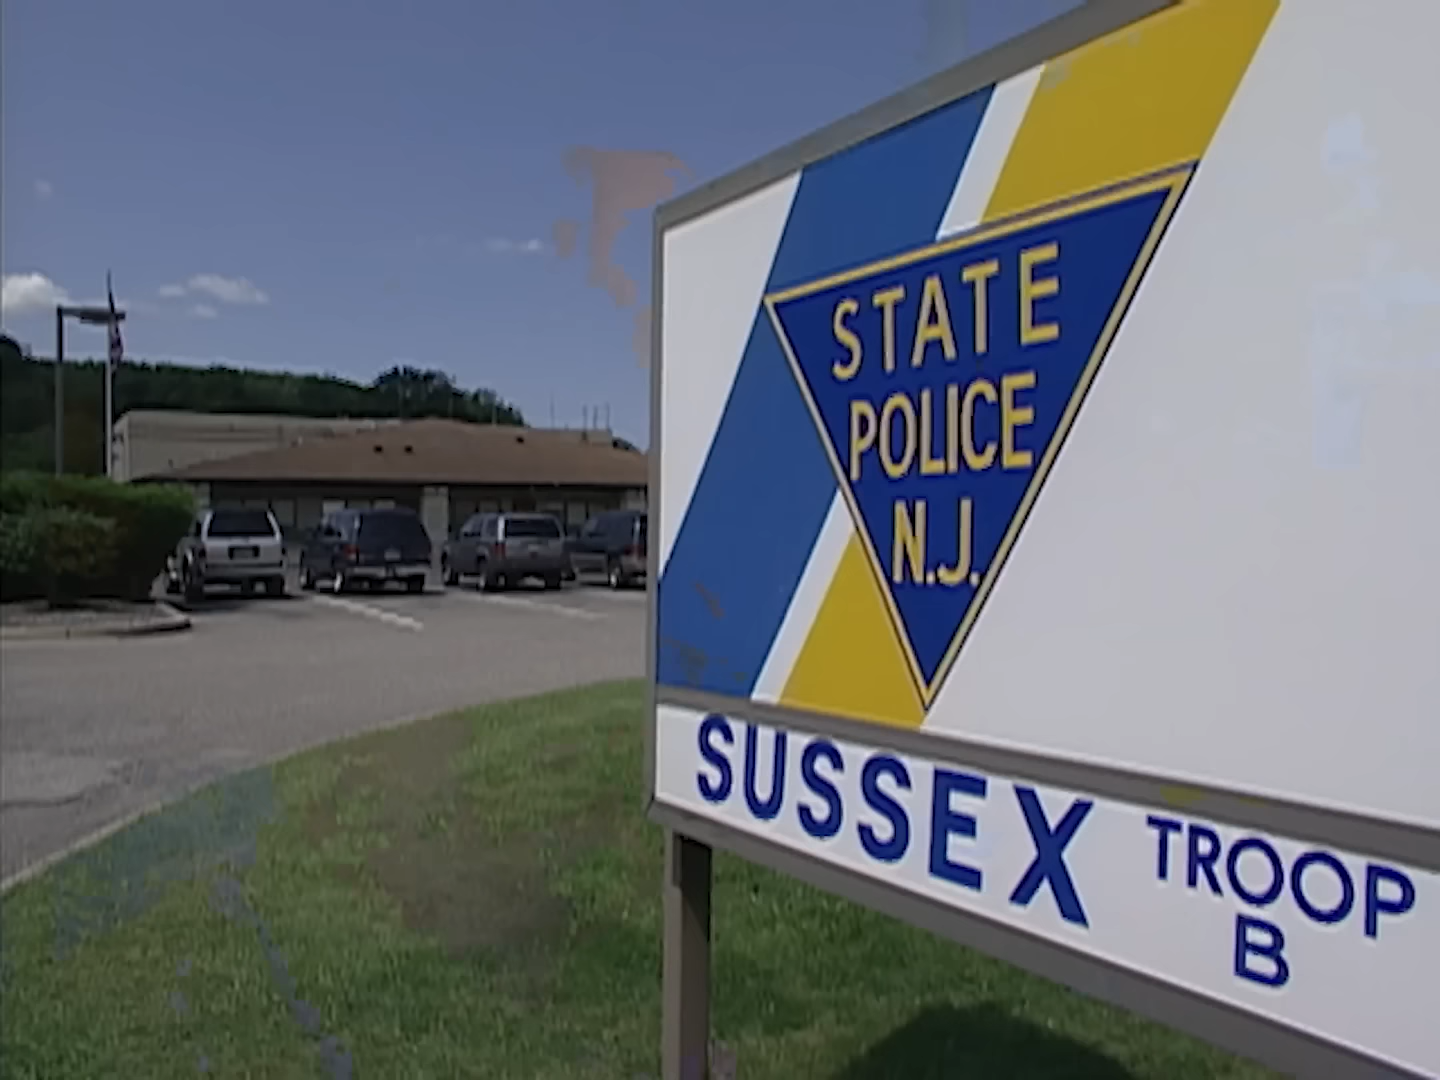 STATE
POLICE
N.J.
SUSSEX TROOP
B